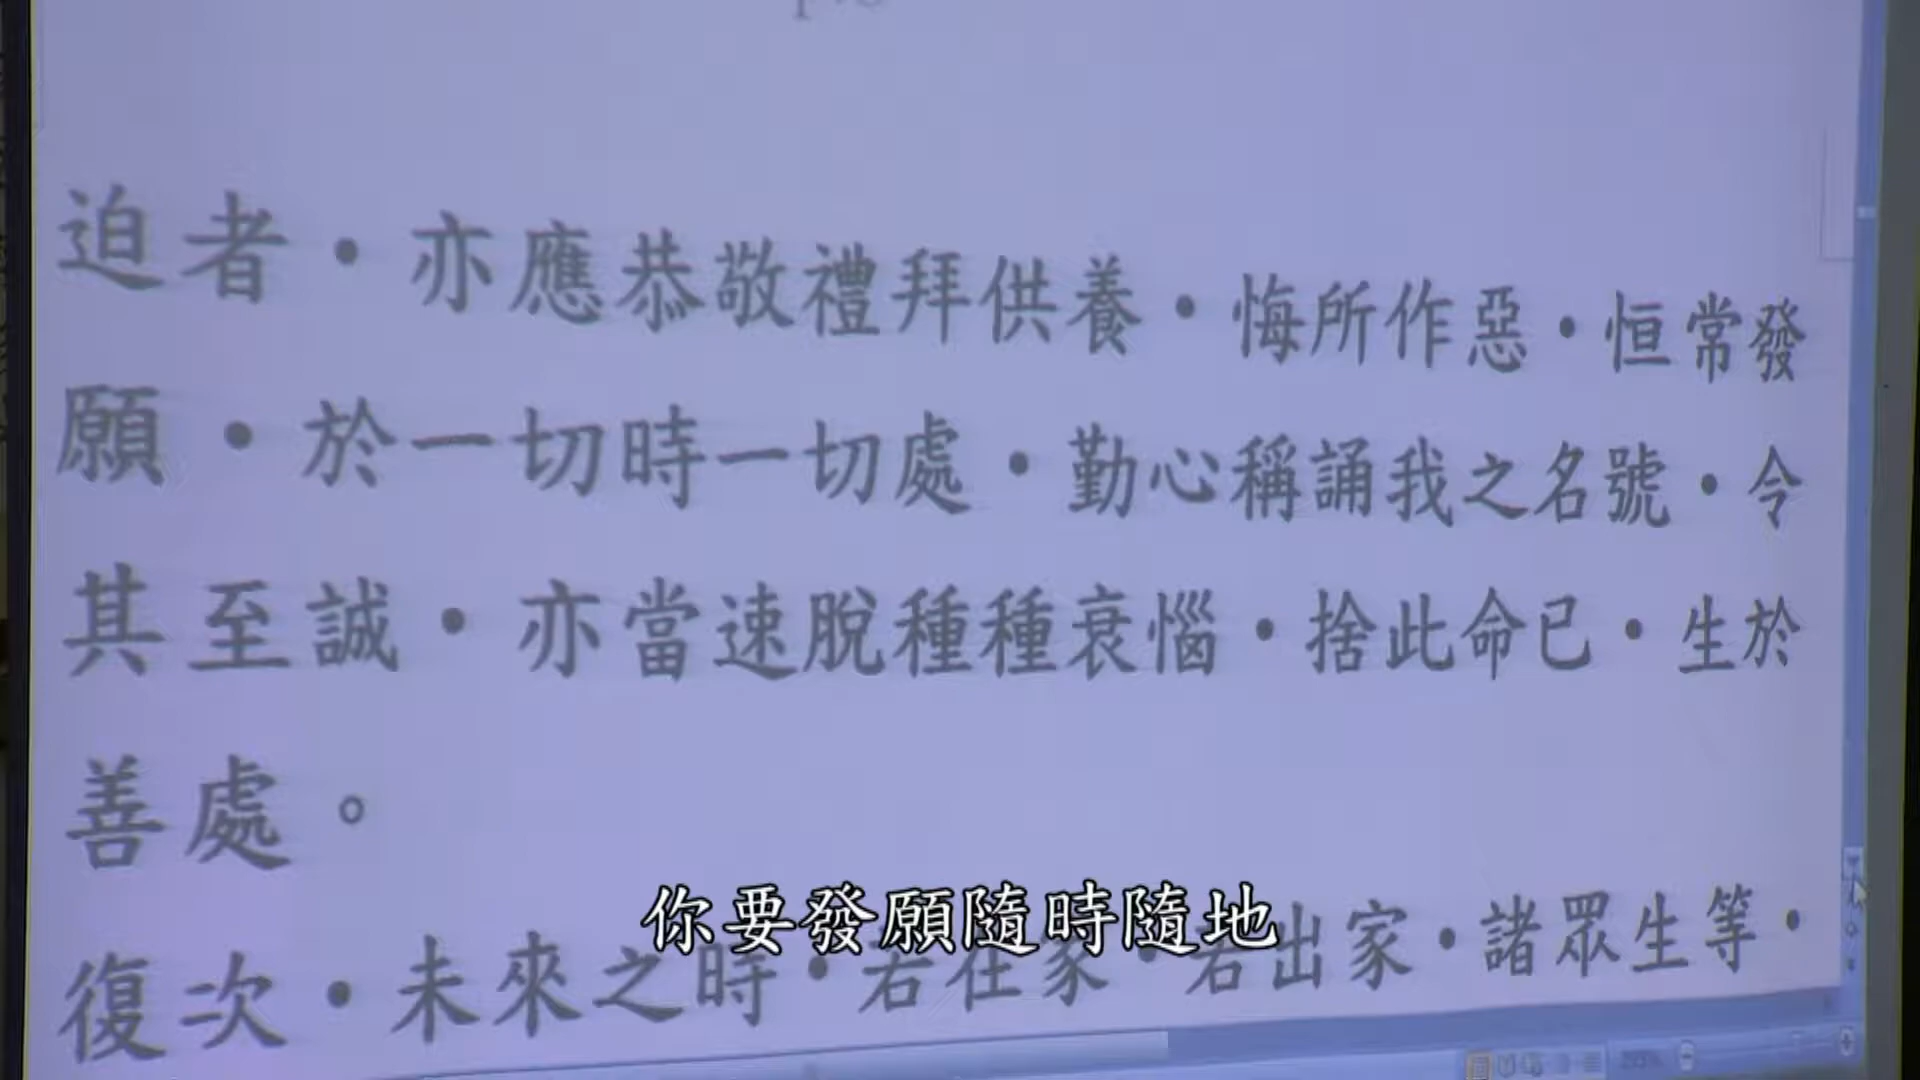 迫者・亦應恭敬禮拜供養・悔所作惡・恒常發
願・於一切時一切處・勤心稱誦我之名號・令
其至誠・亦當速脫種種衰惱・捨此命已・生於
善處。
你要發願隨時隨地
復次・未來之時・若在家・若出家・諸眾生等・